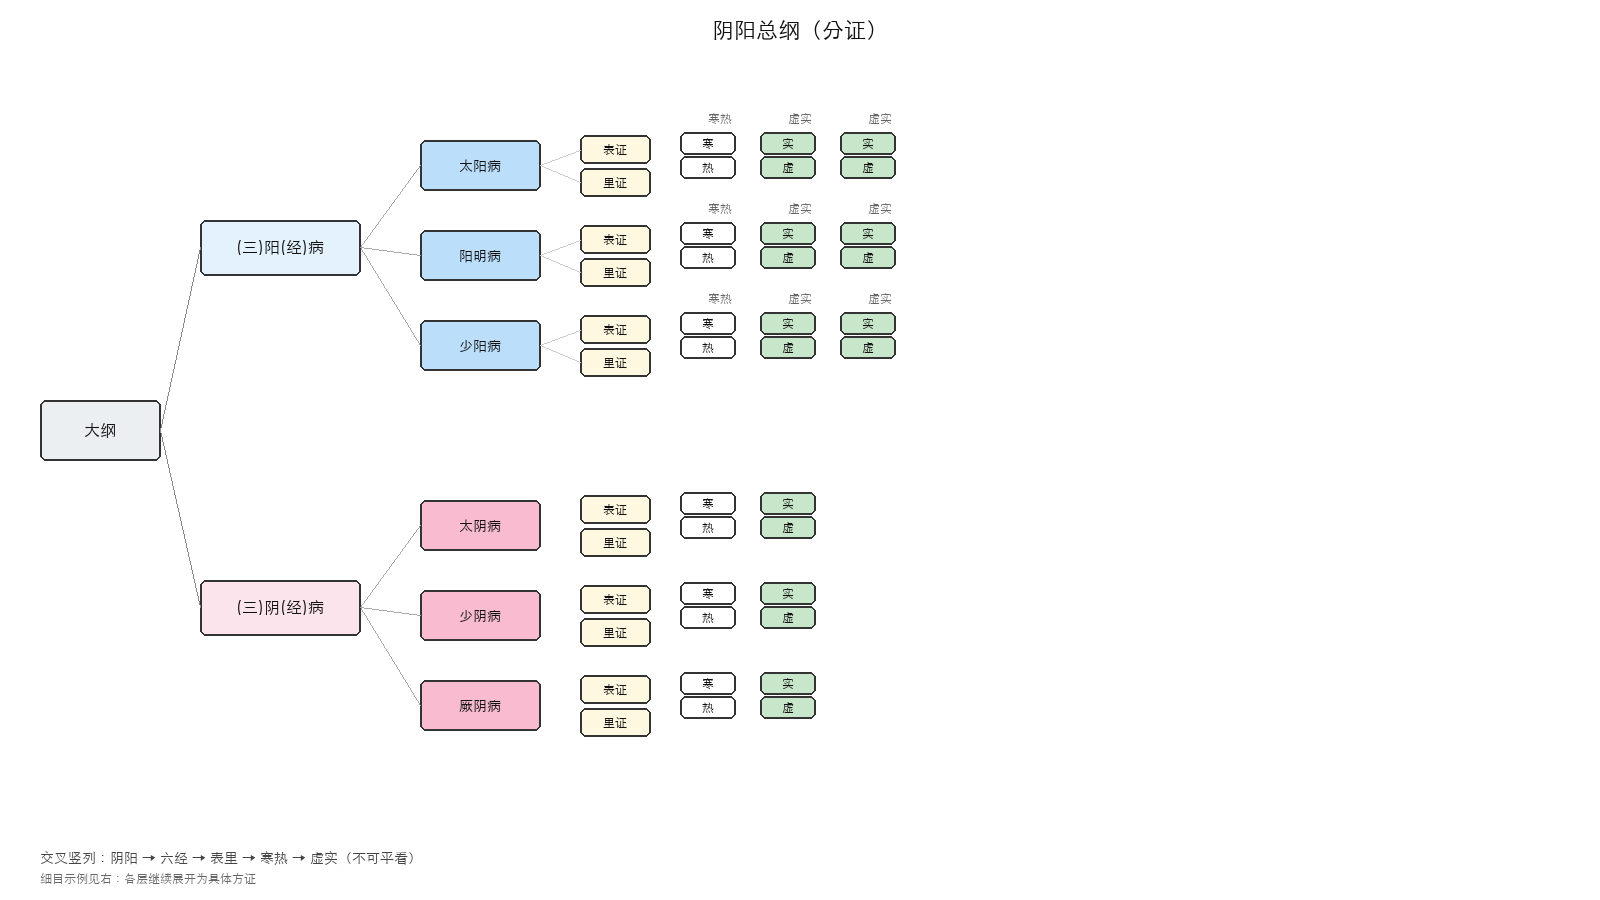 阴阳总纲（分证）
寒热 虚实 虚实
太阳病 表证 寒 实 实
里证 热 虚 虚
寒热 虚实 虚实
(三)阳(经)病
阳明病 表证 寒 实 实
里证 热 虚 虚
寒热 虚实 虚实
少阳病 表证 寒 实 实
里证 热 虚 虚
大纲
太阴病 表证 寒 实
里证 热 虚
(三)阴(经)病
少阴病 表证 寒 实
里证 热 虚
厥阴病 表证 寒 实
里证 热 虚
交叉竖列：阴阳 → 六经 → 表里 → 寒热 → 虚实（不可平看）
细目示例见右：各层继续展开为具体方证